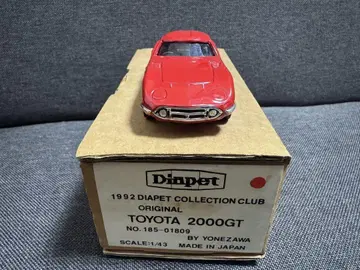 Diapet
1992 DIAPET COLLECTION CLUB
ORIGINAL
TOYOTA 2000GT
NO. 185-01809
BY YONEZAWA
SCALE:1/43 MADE IN JAPAN